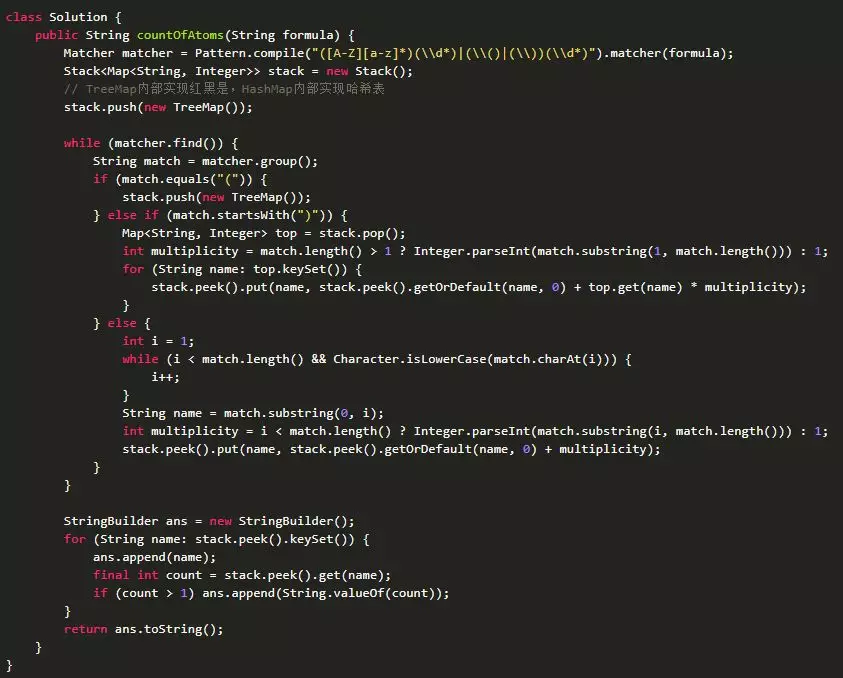 class Solution {
    public String countOfAtoms(String formula) {
        Matcher matcher = Pattern.compile("([A-Z][a-z]*)(\\d*)|(\\()|(\\))(\\d*)").matcher(formula);
        Stack<Map<String, Integer>> stack = new Stack();
        // TreeMap内部实现红黑是，HashMap内部实现哈希表
        stack.push(new TreeMap());

        while (matcher.find()) {
            String match = matcher.group();
            if (match.equals("(")) {
                stack.push(new TreeMap());
            } else if (match.startsWith(")")) {
                Map<String, Integer> top = stack.pop();
                int multiplicity = match.length() > 1 ? Integer.parseInt(match.substring(1, match.length())) : 1;
                for (String name: top.keySet()) {
                    stack.peek().put(name, stack.peek().getOrDefault(name, 0) + top.get(name) * multiplicity);
                }
            } else {
                int i = 1;
                while (i < match.length() && Character.isLowerCase(match.charAt(i))) {
                    i++;
                }
                String name = match.substring(0, i);
                int multiplicity = i < match.length() ? Integer.parseInt(match.substring(i, match.length())) : 1;
                stack.peek().put(name, stack.peek().getOrDefault(name, 0) + multiplicity);
            }
        }

        StringBuilder ans = new StringBuilder();
        for (String name: stack.peek().keySet()) {
            ans.append(name);
            final int count = stack.peek().get(name);
            if (count > 1) ans.append(String.valueOf(count));
        }
        return ans.toString();
    }
}